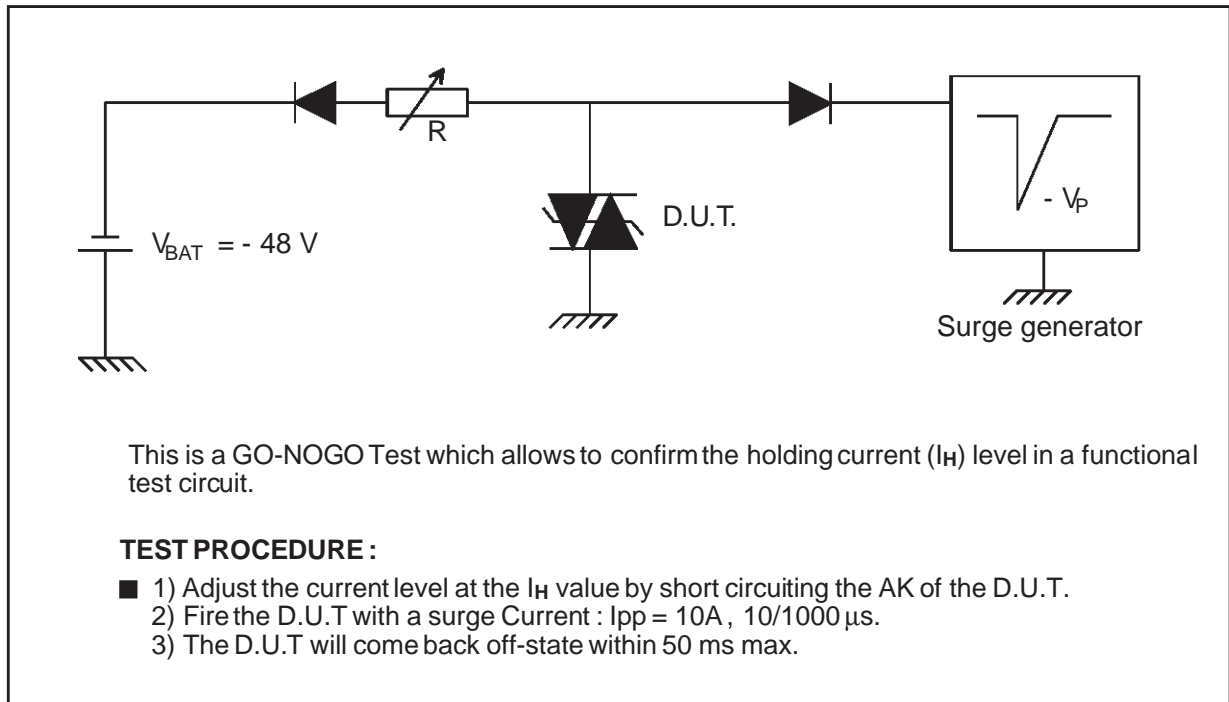 R
D.U.T.
V_BAT = - 48 V
- V_P
Surge generator
This is a GO-NOGO Test which allows to confirm the holding current (I_H) level in a functional
test circuit.
TEST PROCEDURE :
■ 1) Adjust the current level at the I_H value by short circuiting the AK of the D.U.T.
2) Fire the D.U.T with a surge Current : Ipp = 10A , 10/1000 µs.
3) The D.U.T will come back off-state within 50 ms max.